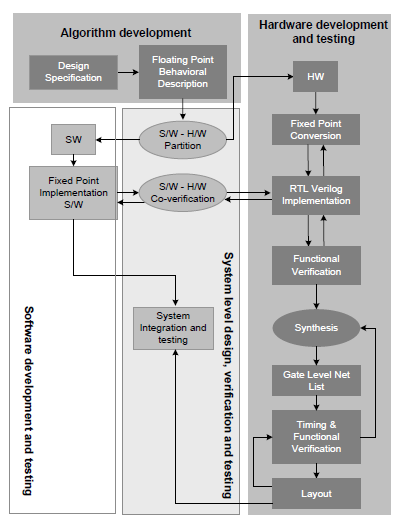 Algorithm development
Hardware development
and testing
Design
Specification
Floating Point
Behavioral
Description
HW
S/W - H/W
Partition
SW
Fixed Point
Conversion
Fixed Point
Implementation
S/W
S/W - H/W
Co-verification
RTL Verilog
Implementation
Functional
Verification
System
Integration and
testing
Synthesis
Gate Level Net
List
Timing &
Functional
Verification
Layout
Software development and testing
System level design, verification and testing